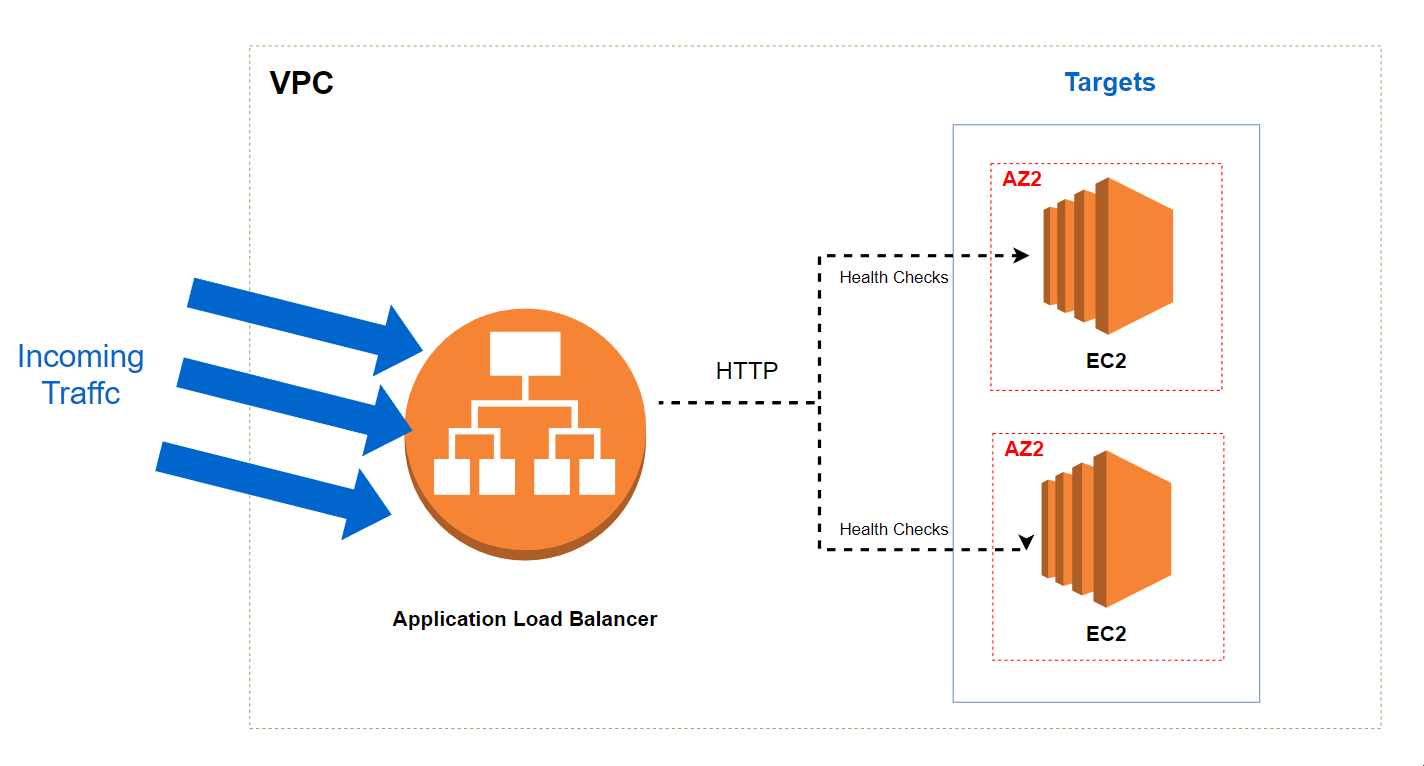 VPC
Targets
AZ2
Health Checks
EC2
Incoming
Traffc
HTTP
AZ2
Health Checks
EC2
Application Load Balancer